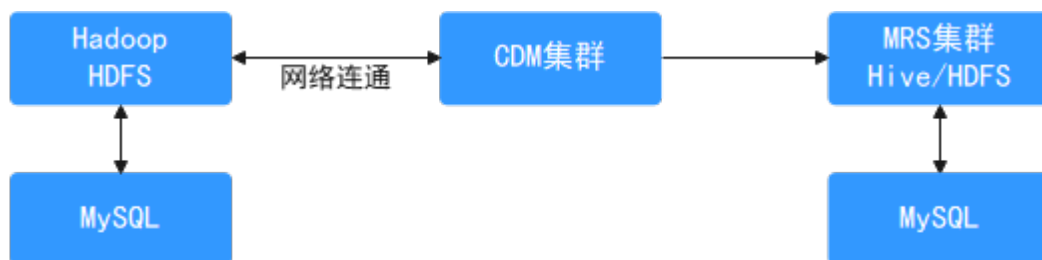 Hadoop
HDFS
网络连通
CDM集群
MRS集群
Hive/HDFS
MySQL
MySQL